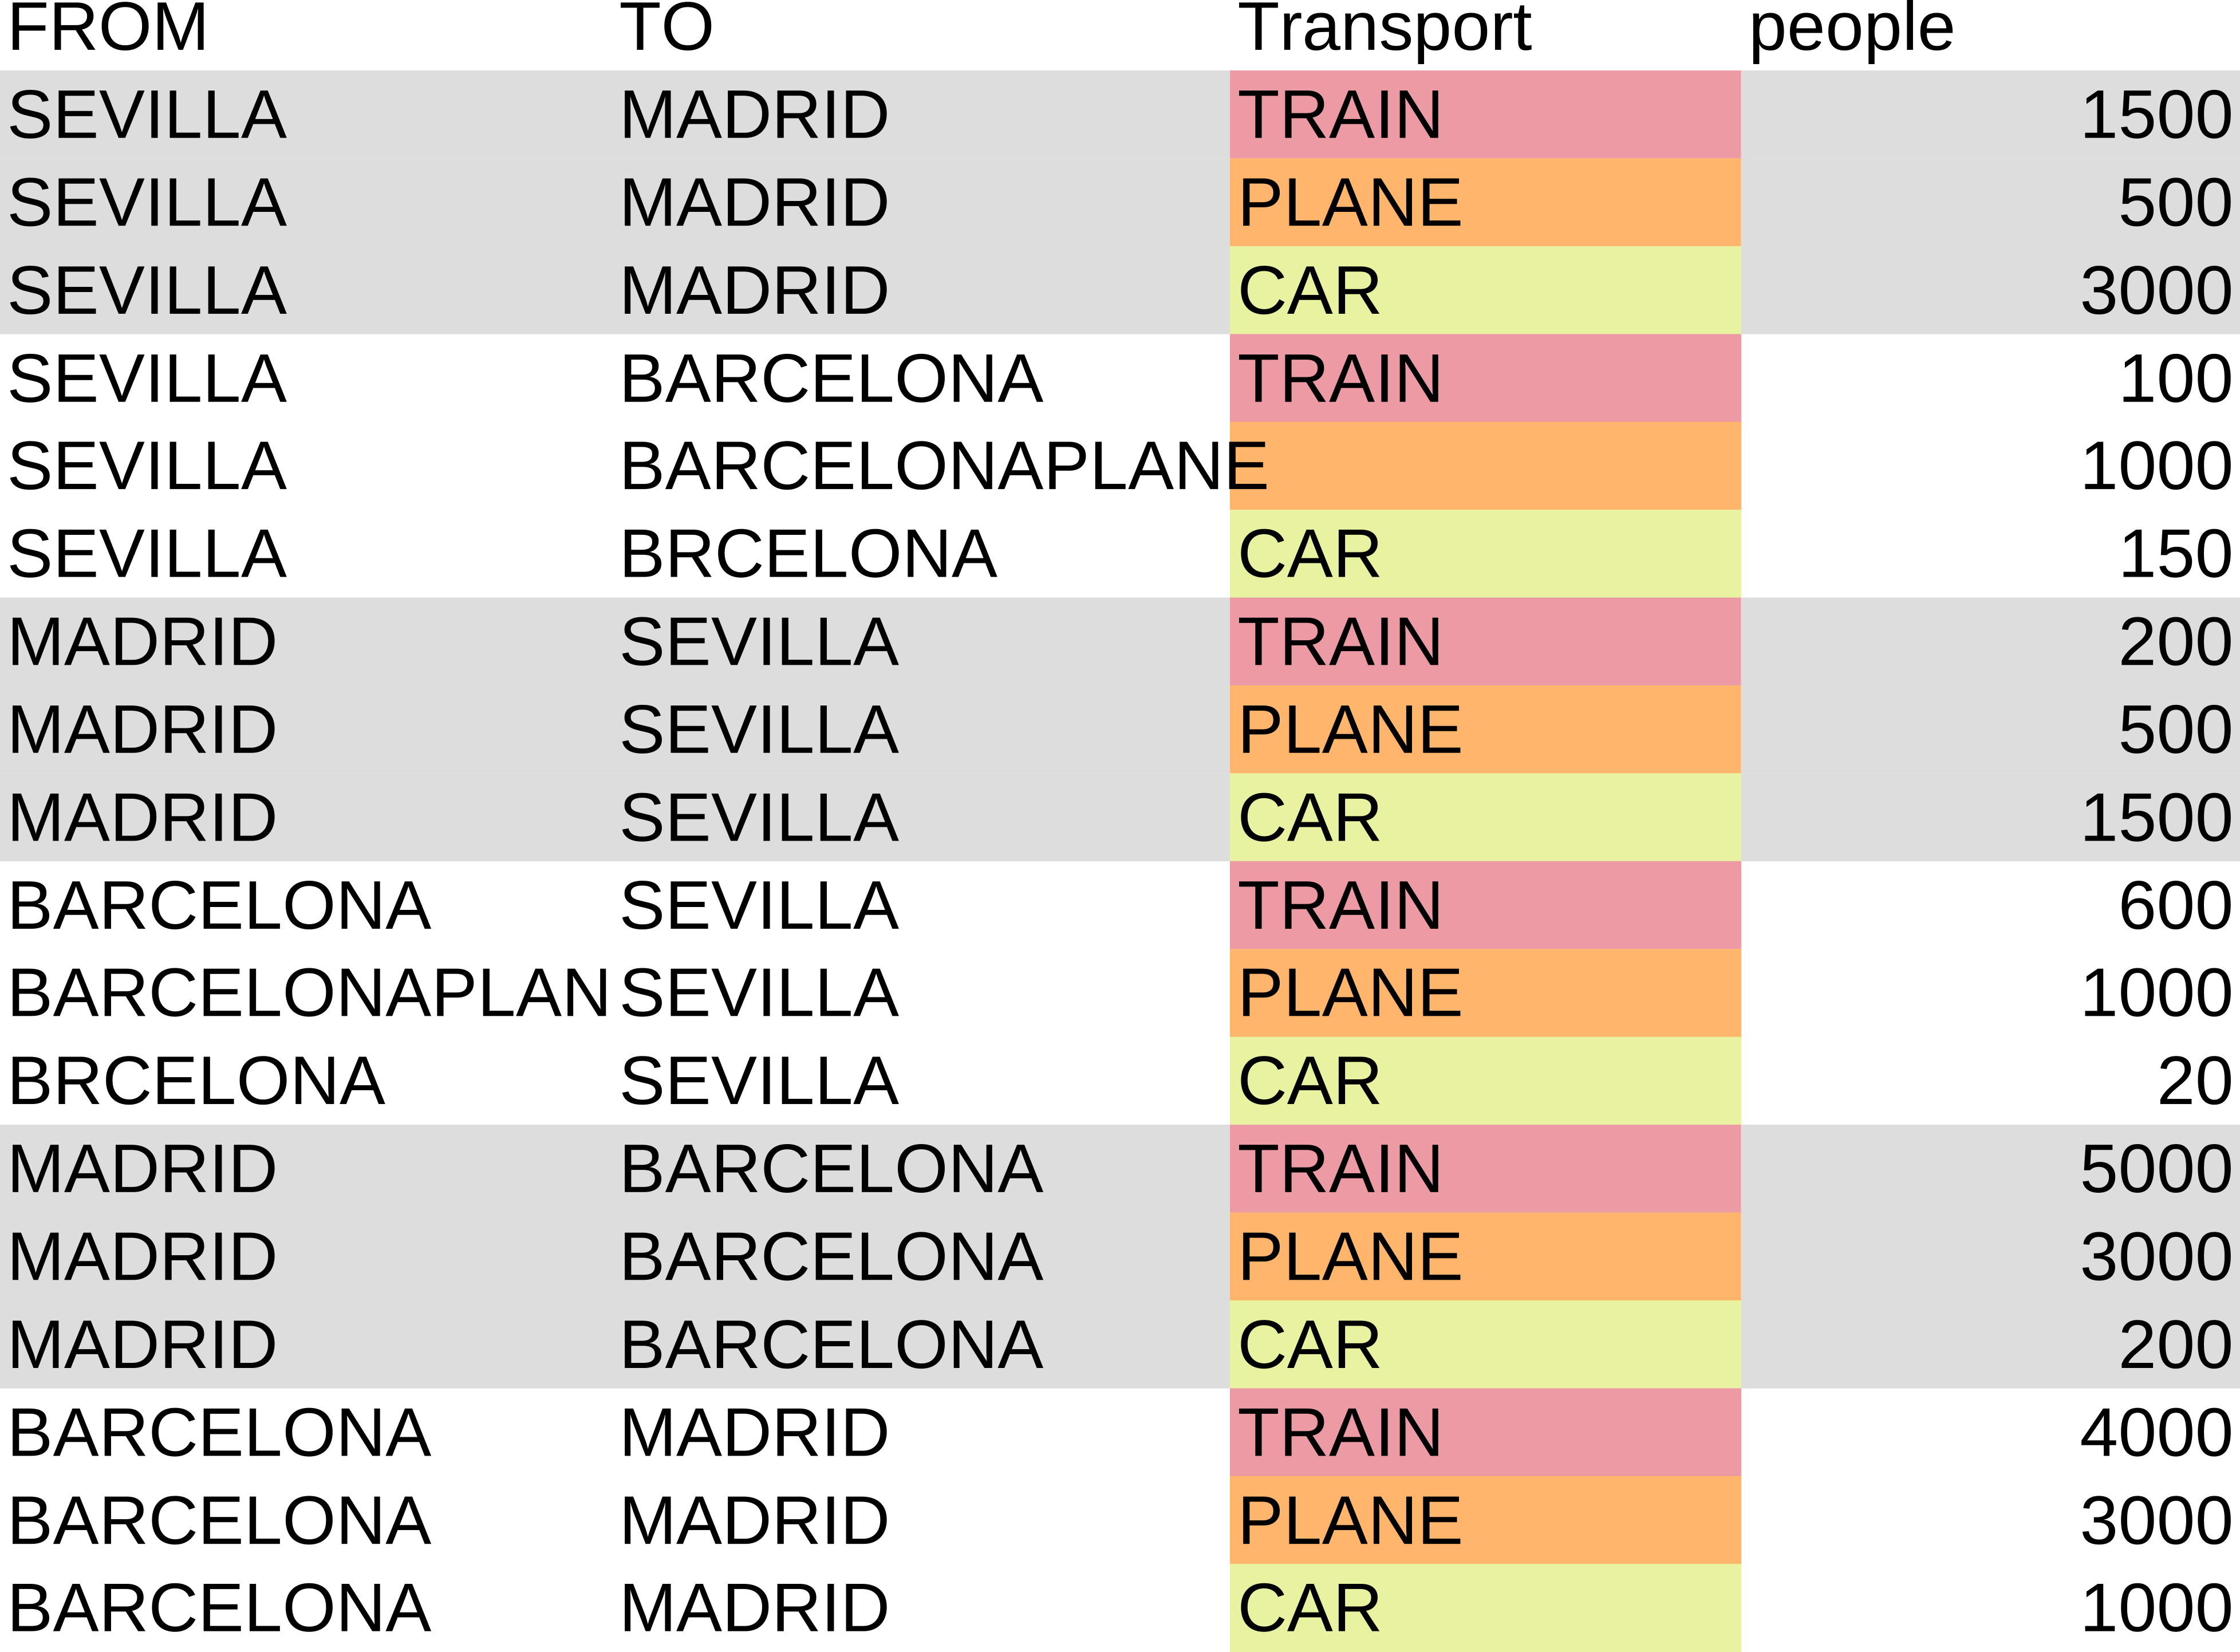 FROM TO Transport people
SEVILLA MADRID TRAIN 1500
SEVILLA MADRID PLANE 500
SEVILLA MADRID CAR 3000
SEVILLA BARCELONA TRAIN 100
SEVILLA BARCELONAPLANE 1000
SEVILLA BRCELONA CAR 150
MADRID SEVILLA TRAIN 200
MADRID SEVILLA PLANE 500
MADRID SEVILLA CAR 1500
BARCELONA SEVILLA TRAIN 600
BARCELONAPLAN SEVILLA PLANE 1000
BRCELONA SEVILLA CAR 20
MADRID BARCELONA TRAIN 5000
MADRID BARCELONA PLANE 3000
MADRID BARCELONA CAR 200
BARCELONA MADRID TRAIN 4000
BARCELONA MADRID PLANE 3000
BARCELONA MADRID CAR 1000